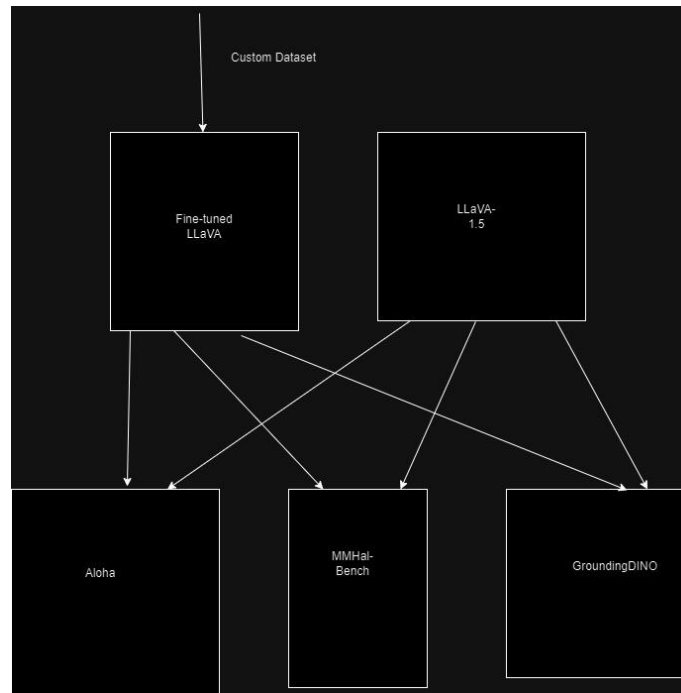 Custom Dataset
Fine-tuned
LLaVA
LLaVA-
1.5
Aloha
MMHal-
Bench
GroundingDINO